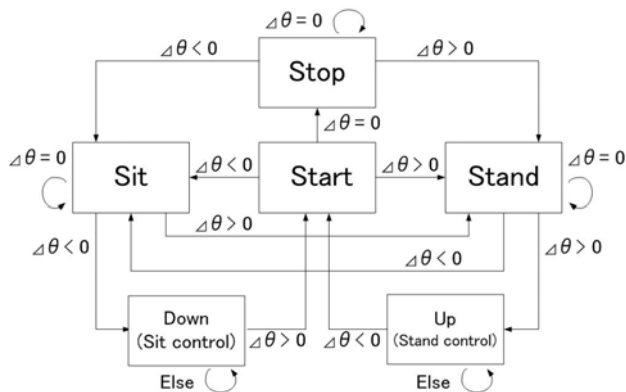 ⊿θ = 0
⊿θ < 0
⊿θ > 0
Stop
⊿θ = 0
⊿θ = 0
⊿θ = 0
Sit
⊿θ < 0
Start
⊿θ > 0
Stand
⊿θ > 0
⊿θ < 0
⊿θ < 0
⊿θ > 0
Down
(Sit control)
⊿θ > 0
⊿θ < 0
Up
(Stand control)
Else
Else